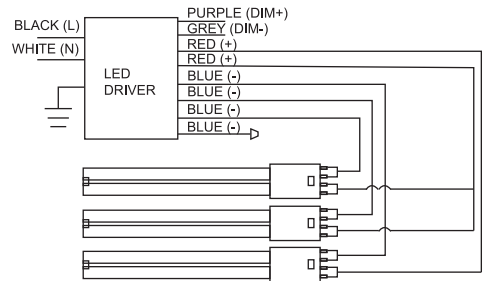 PURPLE (DIM+)
BLACK (L)
GREY (DIM-)
RED (+)
WHITE (N)
RED (+)
LED
DRIVER
BLUE (-)
BLUE (-)
BLUE (-)
BLUE (-)